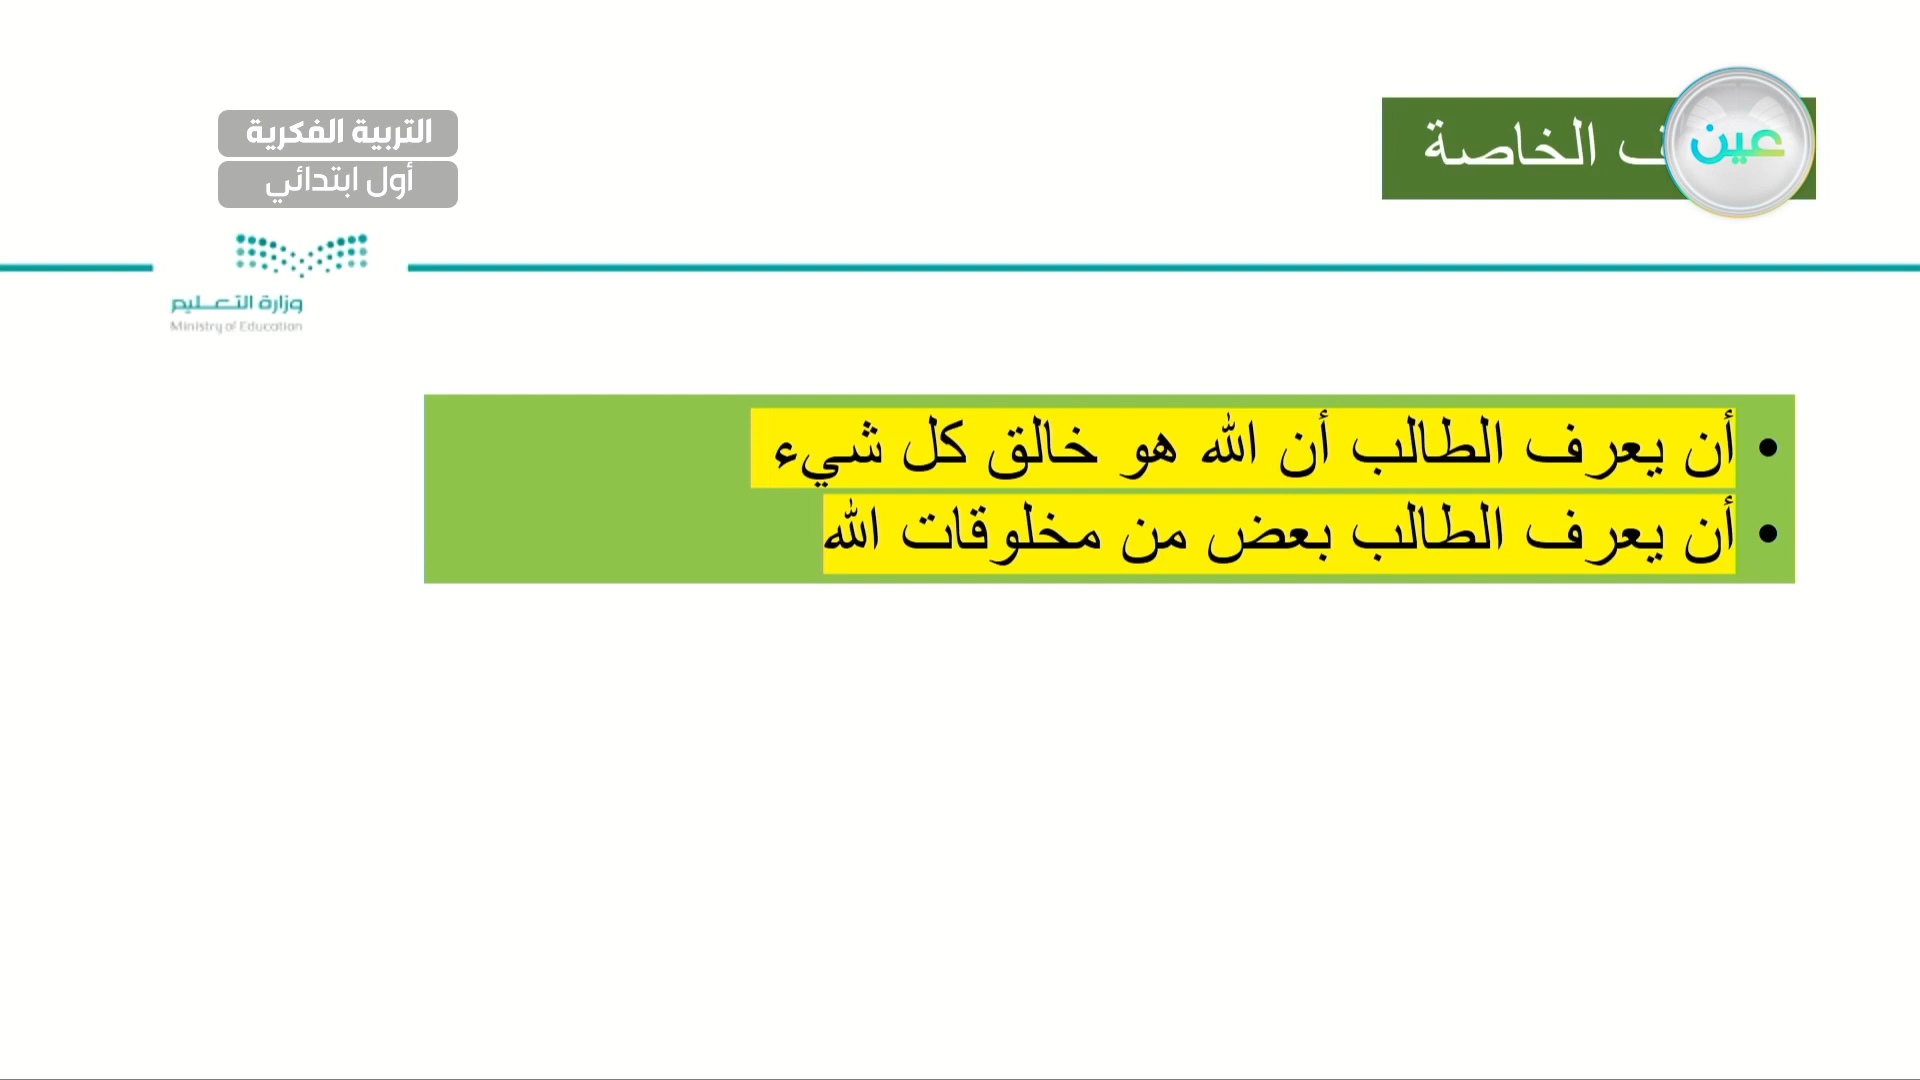 الخاصة
عين
التربية الفكرية
أول ابتدائي
وزارة التعـــليم
Ministry of Education
• أن يعرف الطالب أن الله هو خالق كل شيء
• أن يعرف الطالب بعض من مخلوقات الله